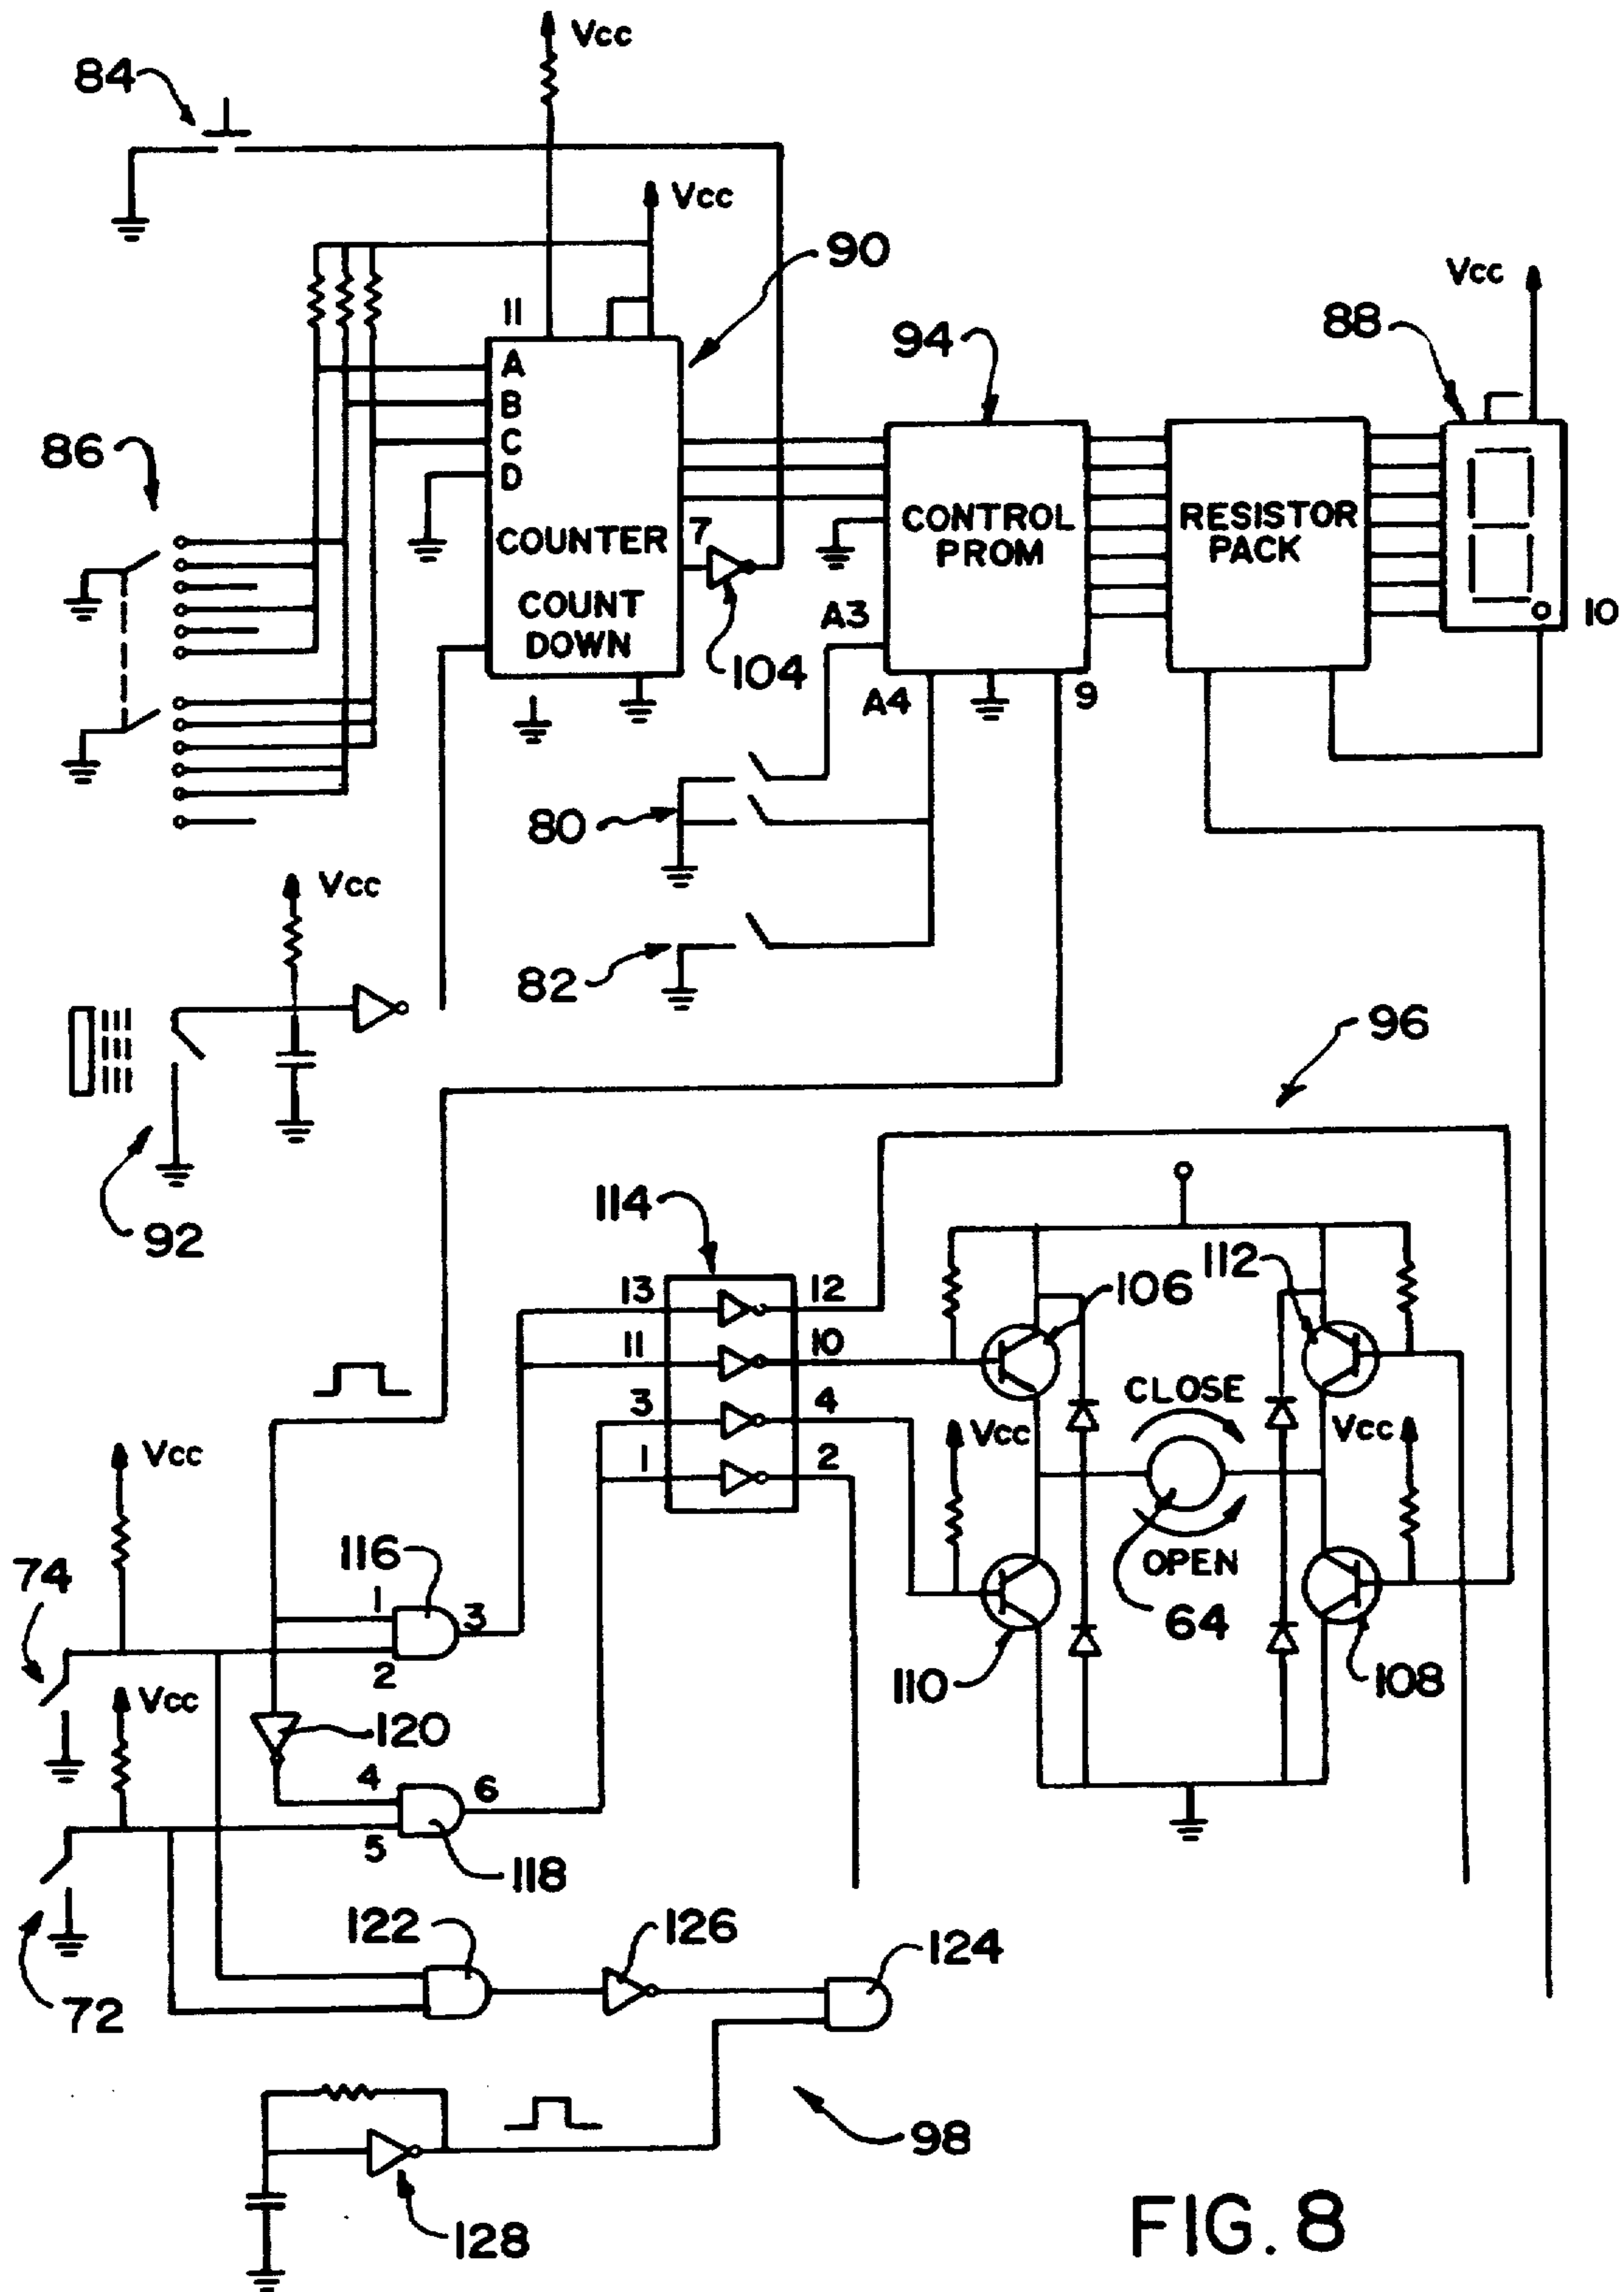 Vcc
84
Vcc
90
Vcc
11
94
88
A
B
C
D
86
COUNTER
7
CONTROL
PROM
RESISTOR
PACK
COUNT
DOWN
A3
10
104
A4
9
80
Vcc
82
96
92
114
13
12
106
112
11
10
CLOSE
3
4
Vcc
Vcc
Vcc
1
2
116
OPEN
74
1
3
64
2
110
108
Vcc
120
4
6
5
118
122
126
124
72
98
128
FIG. 8